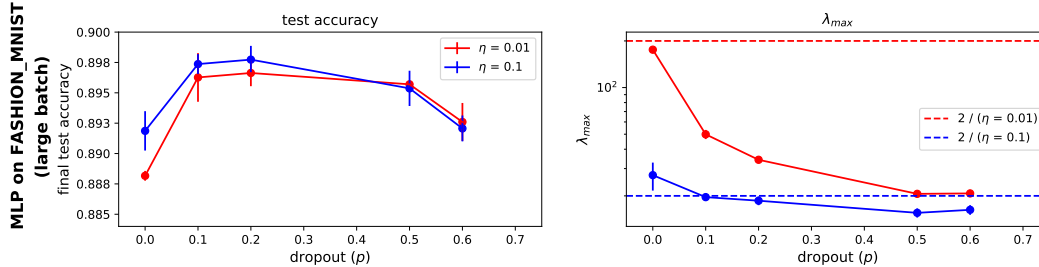 MLP on FASHION_MNIST
(large batch)
test accuracy
final test accuracy
0.900
0.898
0.895
0.893
0.890
0.888
0.885
η = 0.01
η = 0.1
0.0 0.1 0.2 0.3 0.4 0.5 0.6 0.7
dropout (p)
λmax
λmax
10²
2 / (η = 0.01)
2 / (η = 0.1)
0.0 0.1 0.2 0.3 0.4 0.5 0.6 0.7
dropout (p)